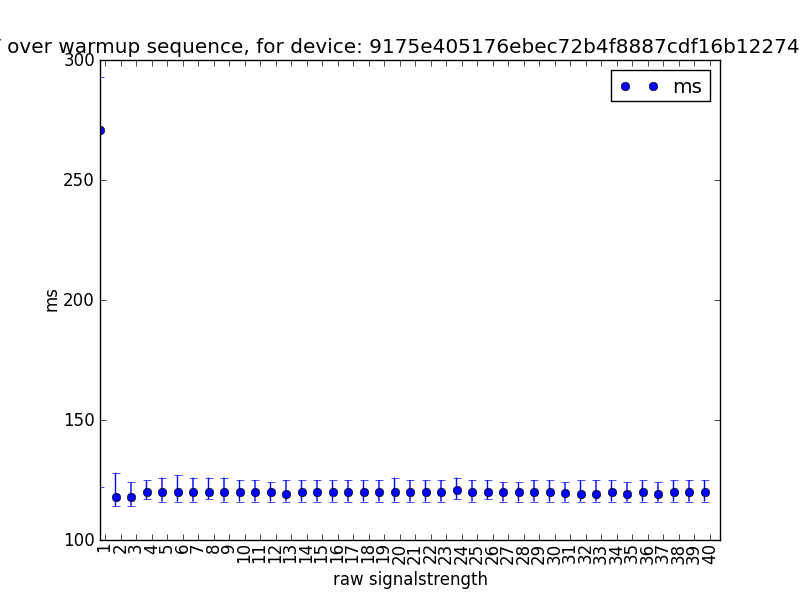 over warmup sequence, for device: 9175e405176ebec72b4f8887cdf16b12274
300
250
200
150
100
ms
ms
1 2 3 4 5 6 7 8 9 10 11 12 13 14 15 16 17 18 19 20 21 22 23 24 25 26 27 28 29 30 31 32 33 34 35 36 37 38 39 40
raw signalstrength